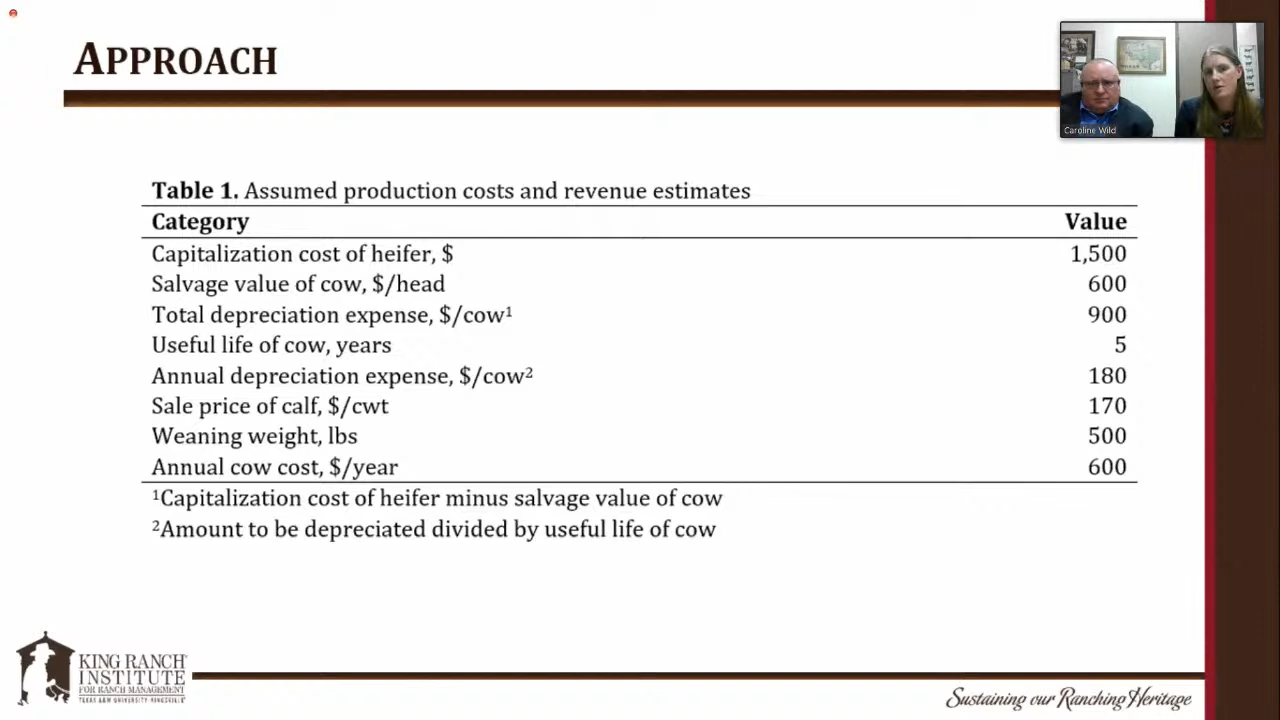 APPROACH
Caroline Wild
Table 1. Assumed production costs and revenue estimates
Category Value
Capitalization cost of heifer, $ 1,500
Salvage value of cow, $/head 600
Total depreciation expense, $/cow¹ 900
Useful life of cow, years 5
Annual depreciation expense, $/cow² 180
Sale price of calf, $/cwt 170
Weaning weight, lbs 500
Annual cow cost, $/year 600
¹Capitalization cost of heifer minus salvage value of cow
²Amount to be depreciated divided by useful life of cow
KING RANCH
INSTITUTE
FOR RANCH MANAGEMENT
TEXAS A&M UNIVERSITY-KINGSVILLE
Sustaining our Ranching Heritage